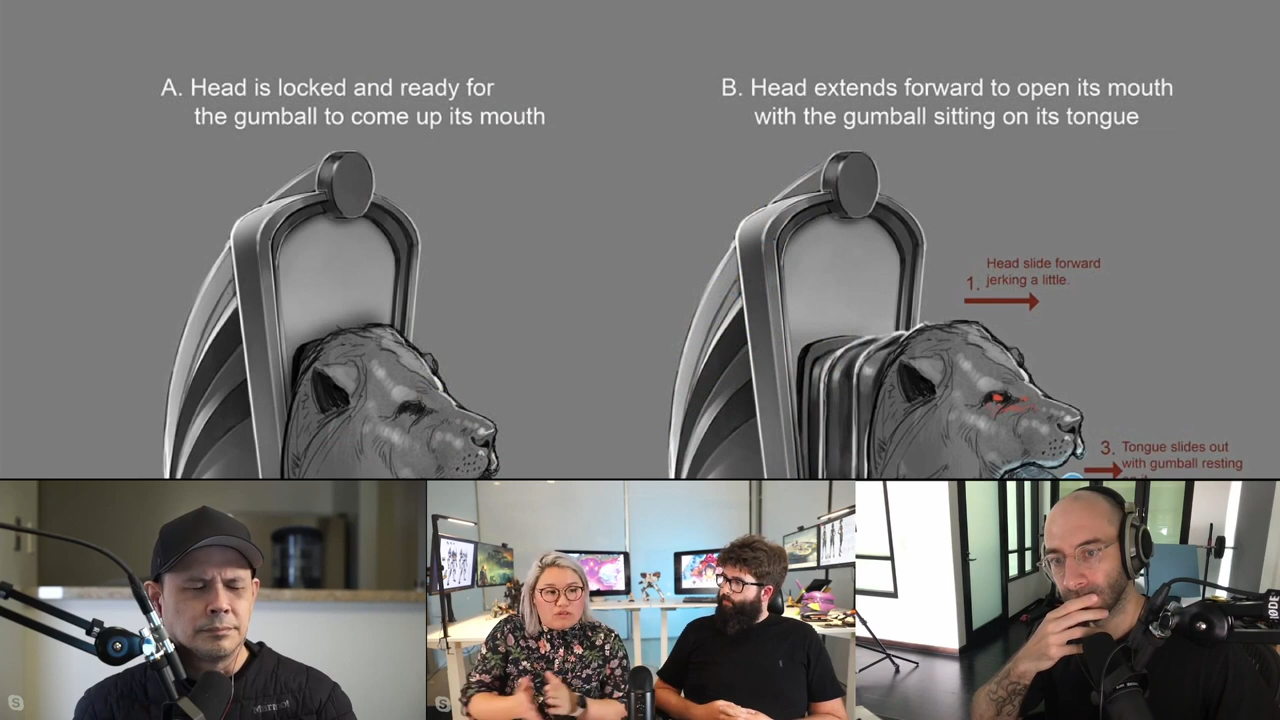 A. Head is locked and ready for
the gumball to come up its mouth
B. Head extends forward to open its mouth
with the gumball sitting on its tongue
Head slide forward
1. jerking a little.
3. Tongue slides out
with gumball resting
Marmot
RØDE